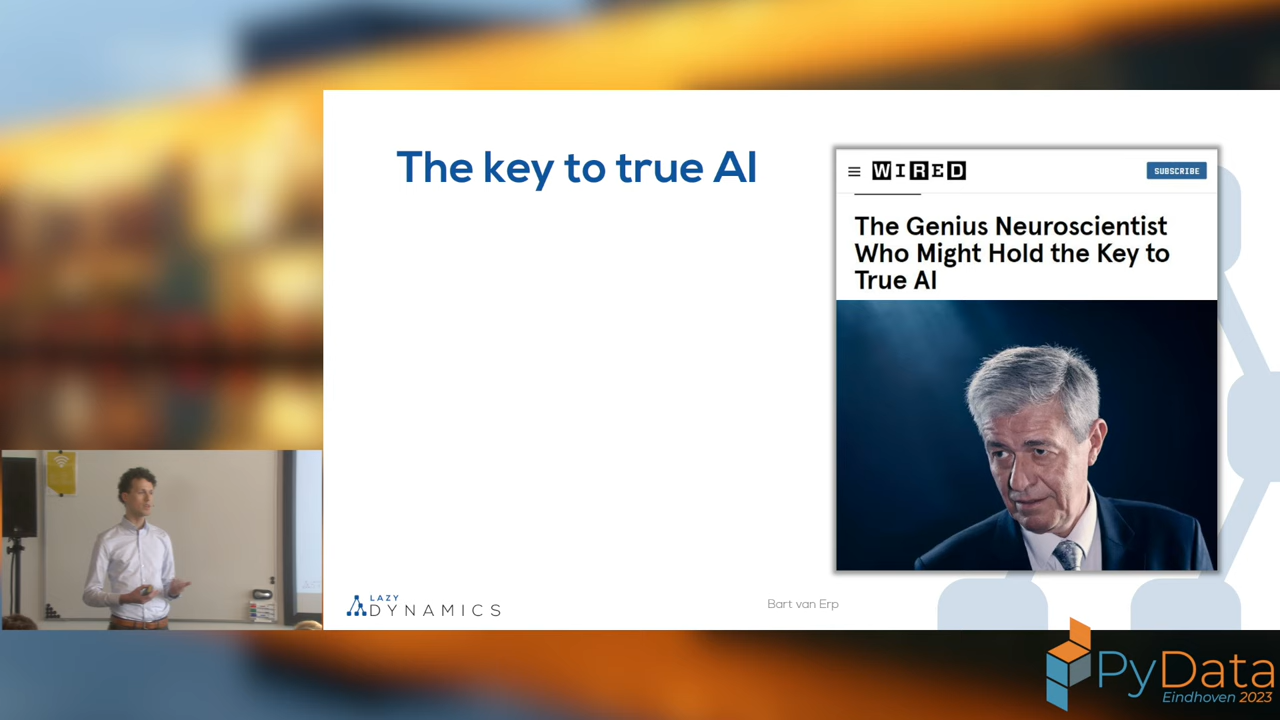 The key to true AI
WIRED
SUBSCRIBE
The Genius Neuroscientist
Who Might Hold the Key to
True AI
LAZY
DYNAMICS
Bart van Erp
PyData
Eindhoven 2023